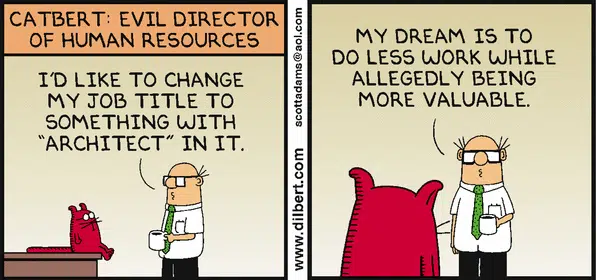 CATBERT: EVIL DIRECTOR
OF HUMAN RESOURCES
I'D LIKE TO CHANGE
MY JOB TITLE TO
SOMETHING WITH
"ARCHITECT" IN IT.
www.dilbert.com
scottadams@aol.com
MY DREAM IS TO
DO LESS WORK WHILE
ALLEGEDLY BEING
MORE VALUABLE.